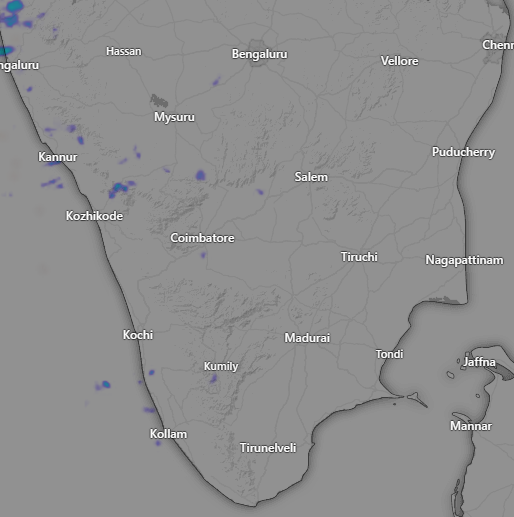 Hassan
Bengaluru
Chenn
Vellore
ngaluru
Mysuru
Kannur
Puducherry
Salem
Kozhikode
Coimbatore
Tiruchi
Nagapattinam
Kochi
Madurai
Tondi
Kumily
Jaffna
Mannar
Kollam
Tirunelveli